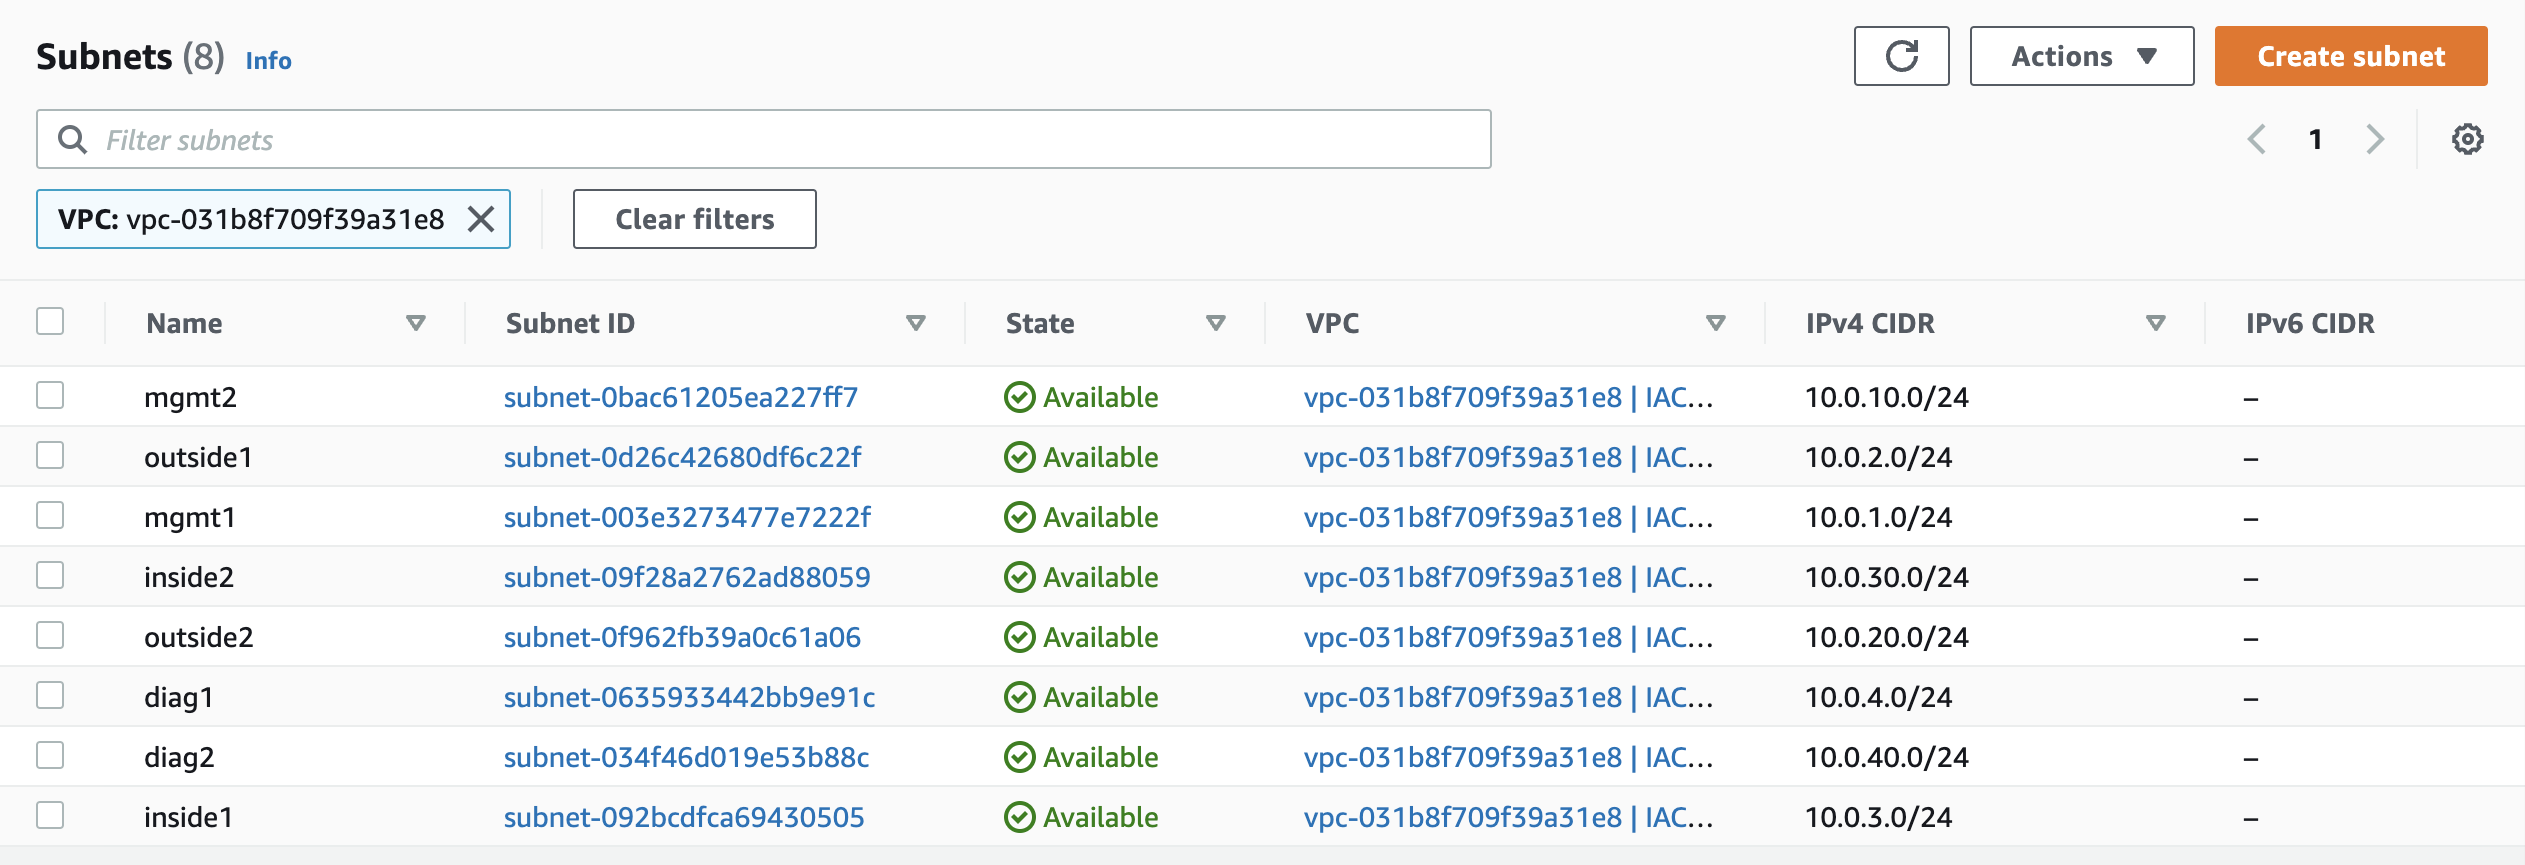 Subnets (8) Info
Actions
Create subnet
Filter subnets
1
VPC: vpc-031b8f709f39a31e8
Clear filters
Name Subnet ID State VPC IPv4 CIDR IPv6 CIDR
mgmt2 subnet-0bac61205ea227ff7 Available vpc-031b8f709f39a31e8 | IAC... 10.0.10.0/24 –
outside1 subnet-0d26c42680df6c22f Available vpc-031b8f709f39a31e8 | IAC... 10.0.2.0/24 –
mgmt1 subnet-003e3273477e7222f Available vpc-031b8f709f39a31e8 | IAC... 10.0.1.0/24 –
inside2 subnet-09f28a2762ad88059 Available vpc-031b8f709f39a31e8 | IAC... 10.0.30.0/24 –
outside2 subnet-0f962fb39a0c61a06 Available vpc-031b8f709f39a31e8 | IAC... 10.0.20.0/24 –
diag1 subnet-0635933442bb9e91c Available vpc-031b8f709f39a31e8 | IAC... 10.0.4.0/24 –
diag2 subnet-034f46d019e53b88c Available vpc-031b8f709f39a31e8 | IAC... 10.0.40.0/24 –
inside1 subnet-092bcdfca69430505 Available vpc-031b8f709f39a31e8 | IAC... 10.0.3.0/24 –